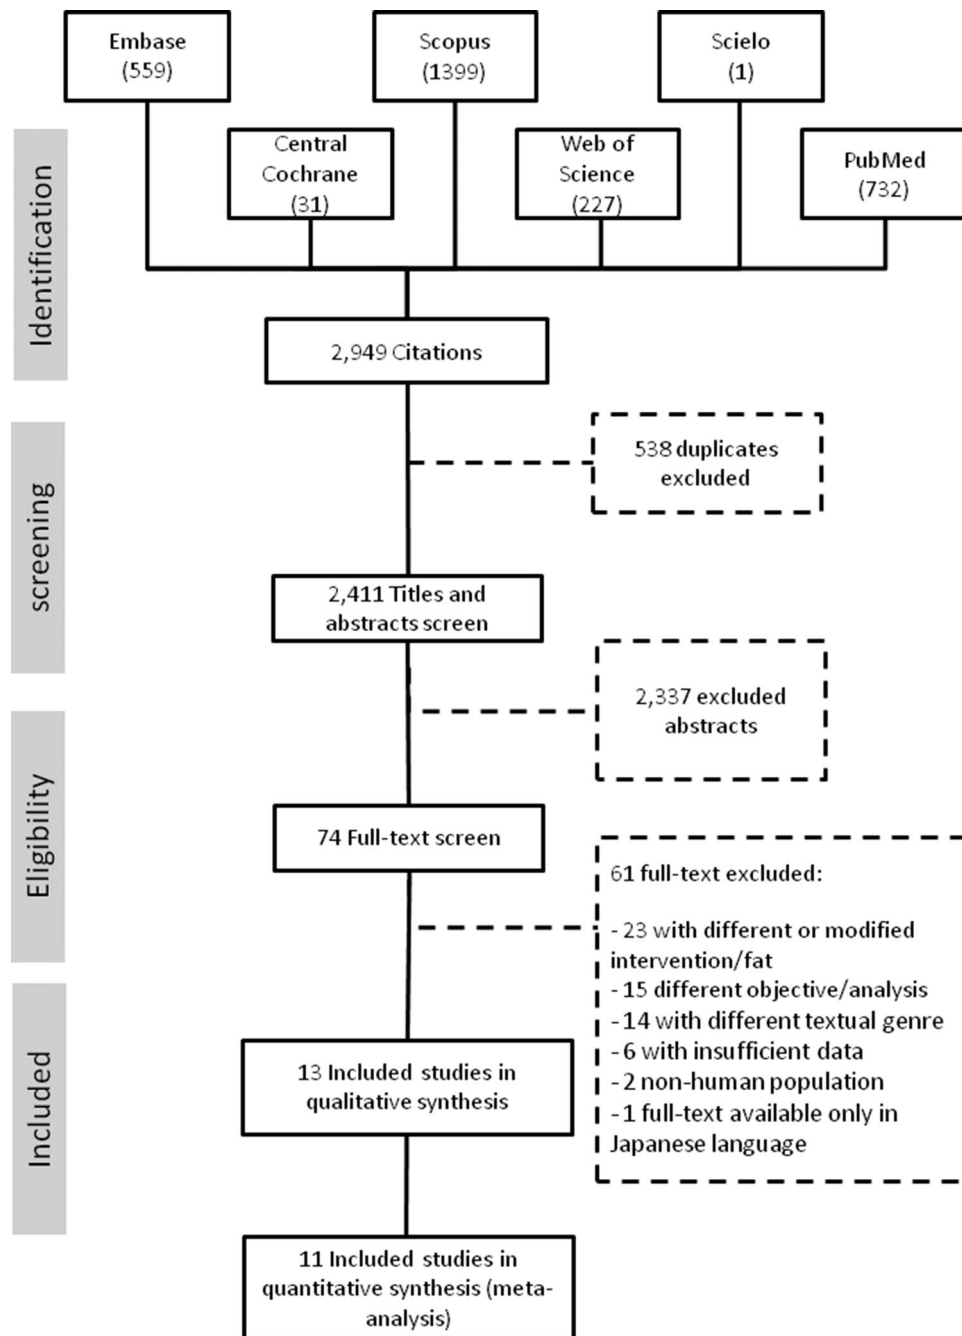 Embase
(559)
Scopus
(1399)
Scielo
(1)
Central
Cochrane
(31)
Web of
Science
(227)
PubMed
(732)
Identification
2,949 Citations
538 duplicates
excluded
screening
2,411 Titles and
abstracts screen
2,337 excluded
abstracts
Eligibility
74 Full-text screen
61 full-text excluded:
- 23 with different or modified
intervention/fat
- 15 different objective/analysis
- 14 with different textual genre
- 6 with insufficient data
- 2 non-human population
- 1 full-text available only in
Japanese language
Included
13 Included studies in
qualitative synthesis
11 Included studies in
quantitative synthesis (meta-
analysis)